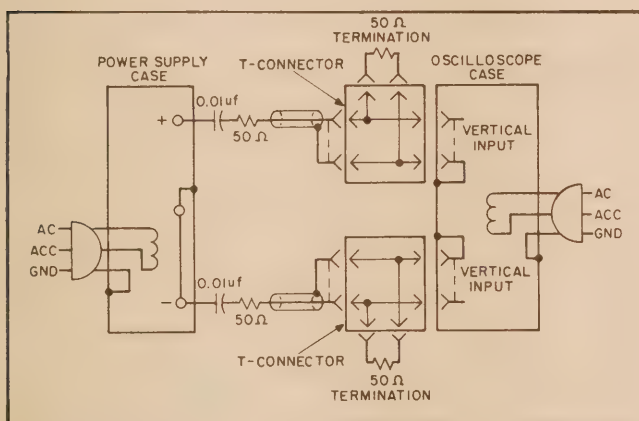 50 Ω
TERMINATION
T-CONNECTOR
POWER SUPPLY
CASE
OSCILLOSCOPE
CASE
0.01uf
+
50 Ω
VERTICAL
INPUT
AC
ACC
GND
AC
ACC
GND
0.01uf
VERTICAL
INPUT
–
50 Ω
T-CONNECTOR
50 Ω
TERMINATION